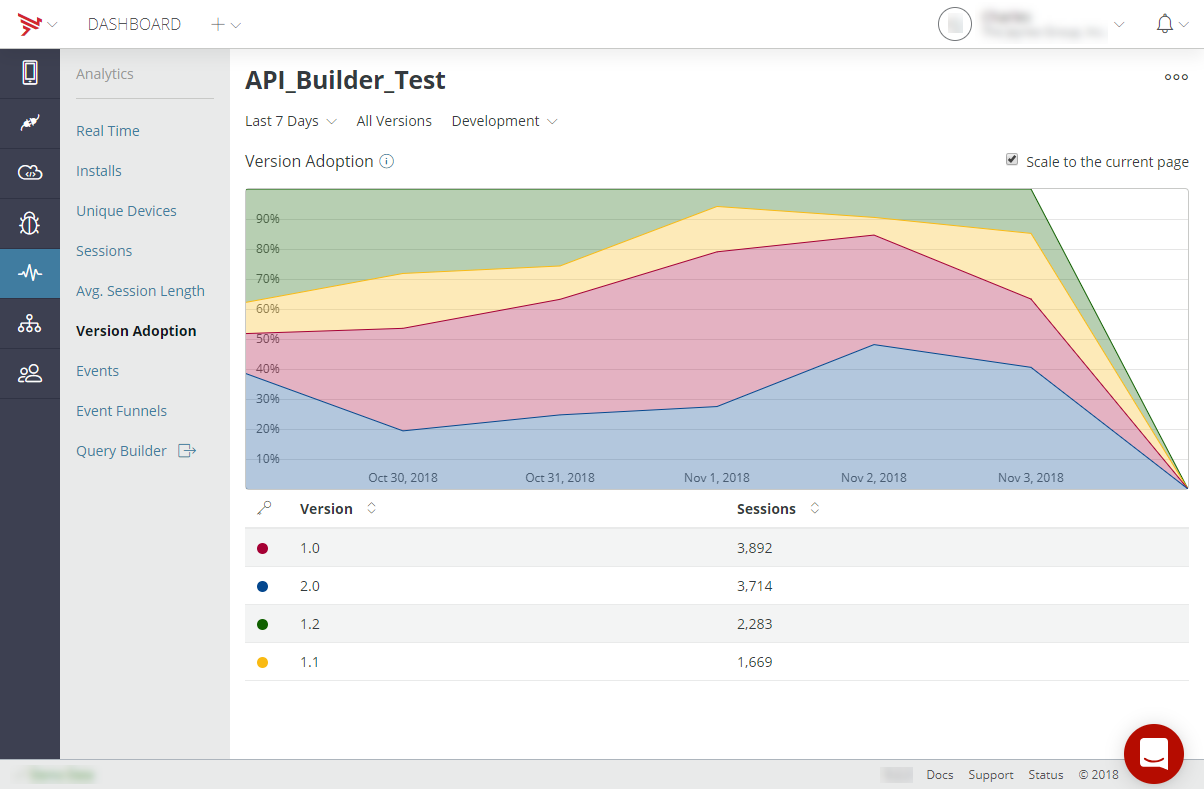 DASHBOARD
Analytics
Real Time
Installs
Unique Devices
Sessions
Avg. Session Length
Version Adoption
Events
Event Funnels
Query Builder
API_Builder_Test
Last 7 Days All Versions Development
Version Adoption
Scale to the current page
90%
80%
70%
60%
50%
40%
30%
20%
10%
Oct 30, 2018 Oct 31, 2018 Nov 1, 2018 Nov 2, 2018 Nov 3, 2018
Version Sessions
1.0 3,892
2.0 3,714
1.2 2,283
1.1 1,669
Docs Support Status © 2018